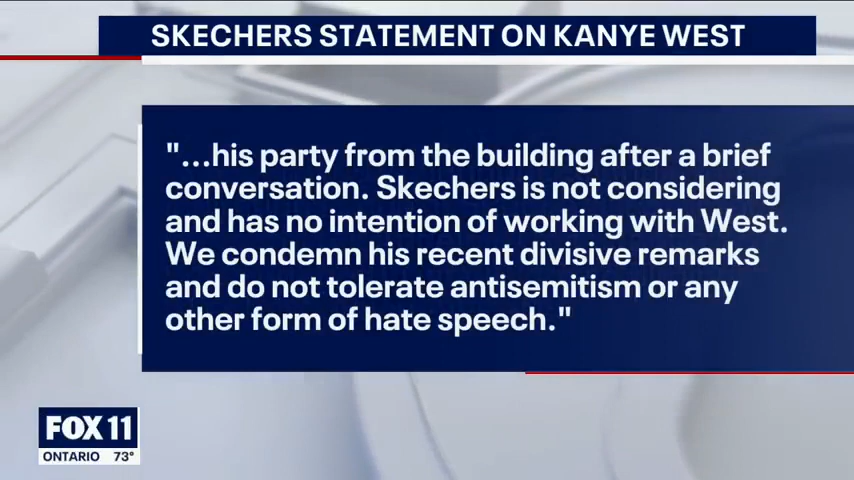 SKECHERS STATEMENT ON KANYE WEST
"...his party from the building after a brief
conversation. Skechers is not considering
and has no intention of working with West.
We condemn his recent divisive remarks
and do not tolerate antisemitism or any
other form of hate speech."
FOX 11
ONTARIO 73°